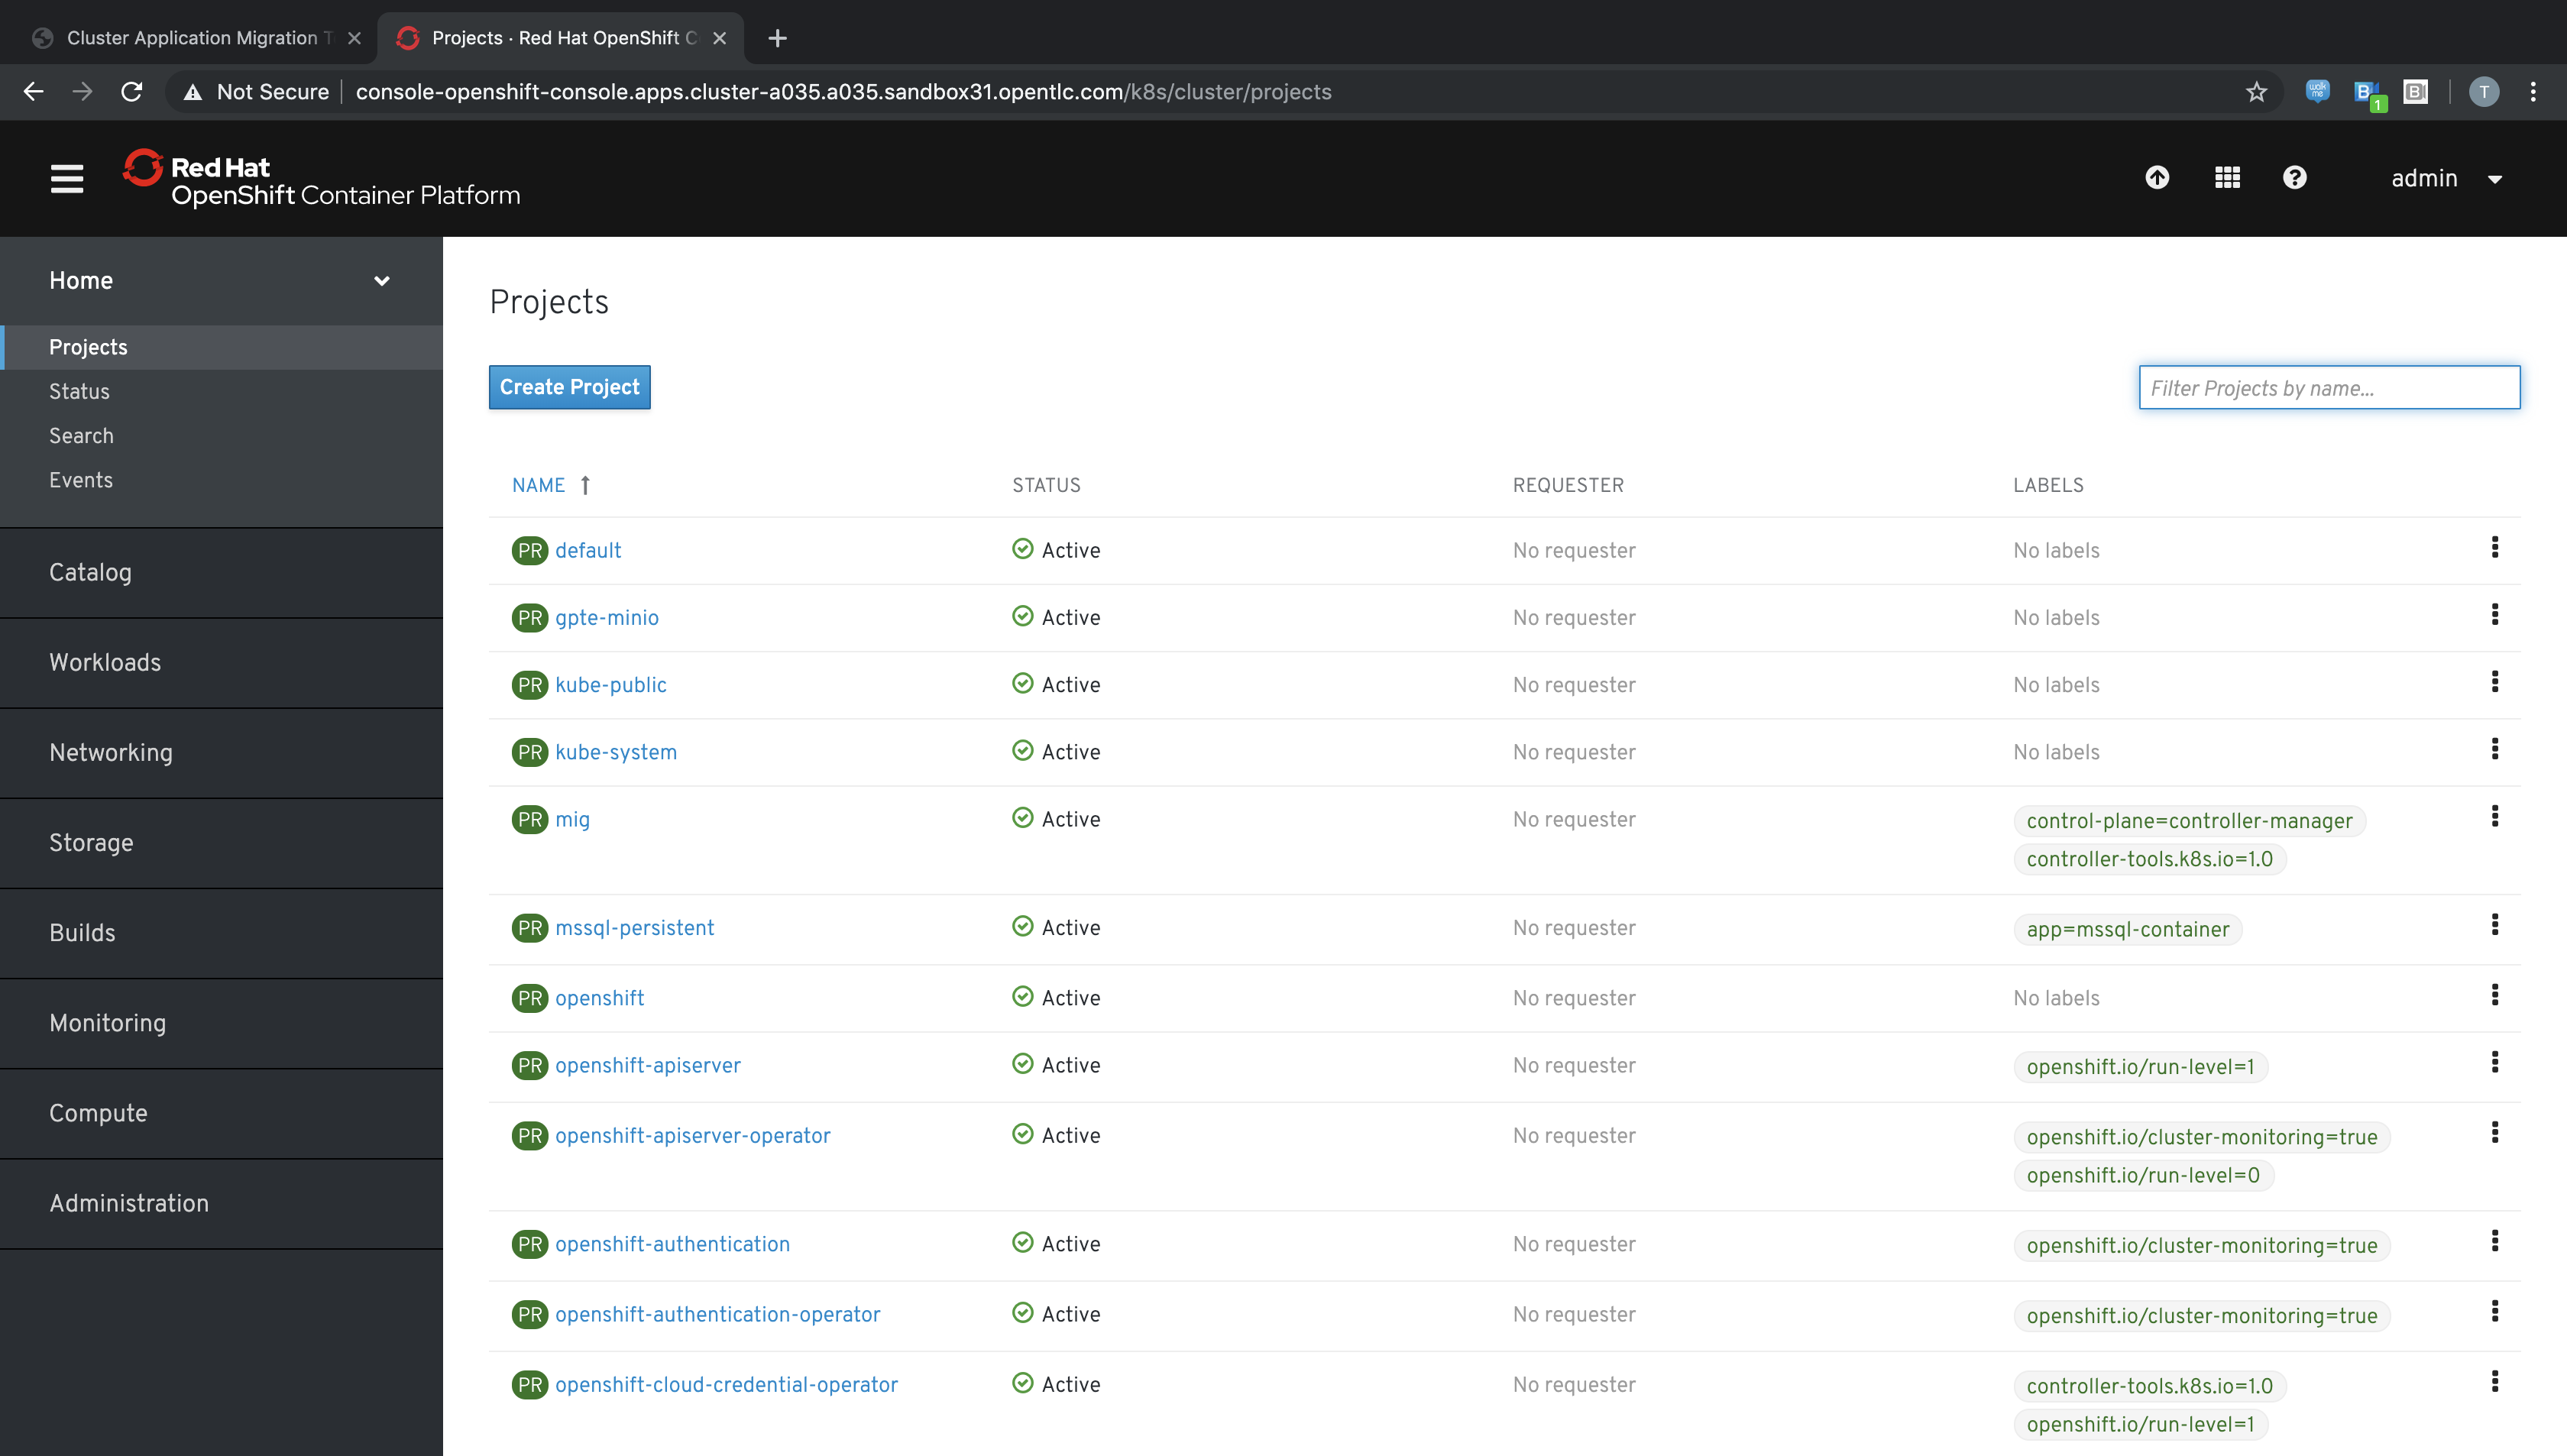 Cluster Application Migration T
Projects · Red Hat OpenShift C
Not Secure | console-openshift-console.apps.cluster-a035.a035.sandbox31.opentlc.com/k8s/cluster/projects
walk me
B
1
B
T
Red Hat
OpenShift Container Platform
?
admin
Home
Projects
Status
Search
Events
Catalog
Workloads
Networking
Storage
Builds
Monitoring
Compute
Administration
Projects
Create Project
Filter Projects by name...
NAME STATUS REQUESTER LABELS
PR default Active No requester No labels
PR gpte-minio Active No requester No labels
PR kube-public Active No requester No labels
PR kube-system Active No requester No labels
PR mig Active No requester control-plane=controller-manager
controller-tools.k8s.io=1.0
PR mssql-persistent Active No requester app=mssql-container
PR openshift Active No requester No labels
PR openshift-apiserver Active No requester openshift.io/run-level=1
PR openshift-apiserver-operator Active No requester openshift.io/cluster-monitoring=true
openshift.io/run-level=0
PR openshift-authentication Active No requester openshift.io/cluster-monitoring=true
PR openshift-authentication-operator Active No requester openshift.io/cluster-monitoring=true
PR openshift-cloud-credential-operator Active No requester controller-tools.k8s.io=1.0
openshift.io/run-level=1